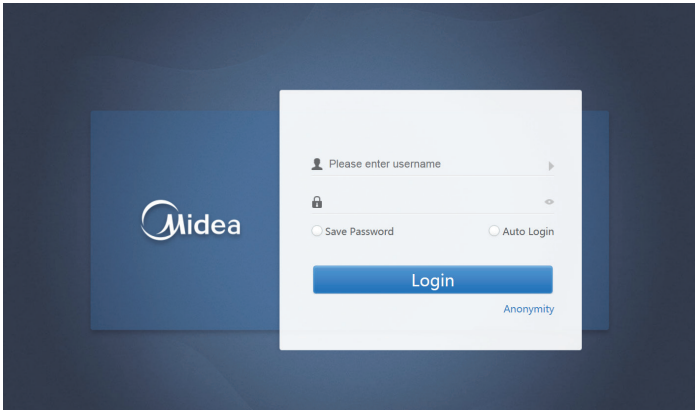 Midea
Please enter username
Save Password
Auto Login
Login
Anonymity